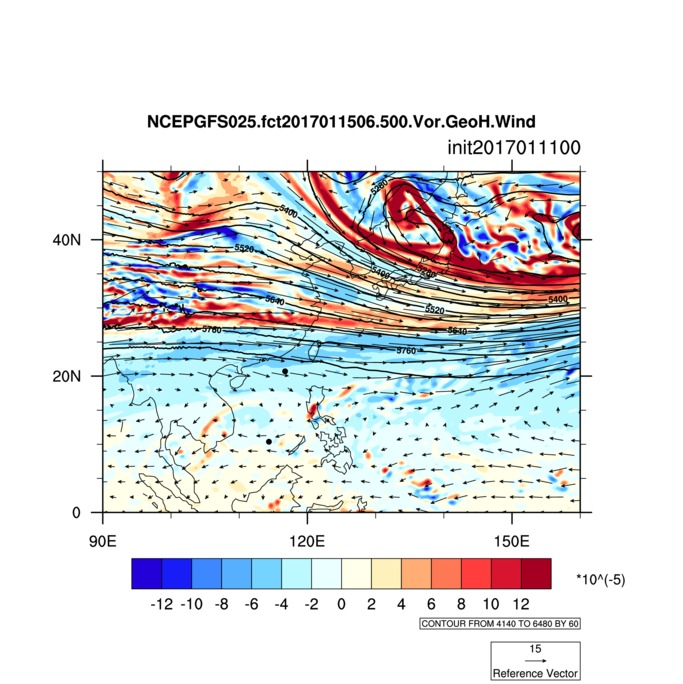 NCEPGFS025.fct2017011506.500.Vor.GeoH.Wind
init2017011100
5280
5400
40N
5520
5400
5640
5520
5400
5760
5640
5760
20N
0
90E 120E 150E
*10^(-5)
-12 -10 -8 -6 -4 -2 0 2 4 6 8 10 12
CONTOUR FROM 4140 TO 6480 BY 60
15
Reference Vector